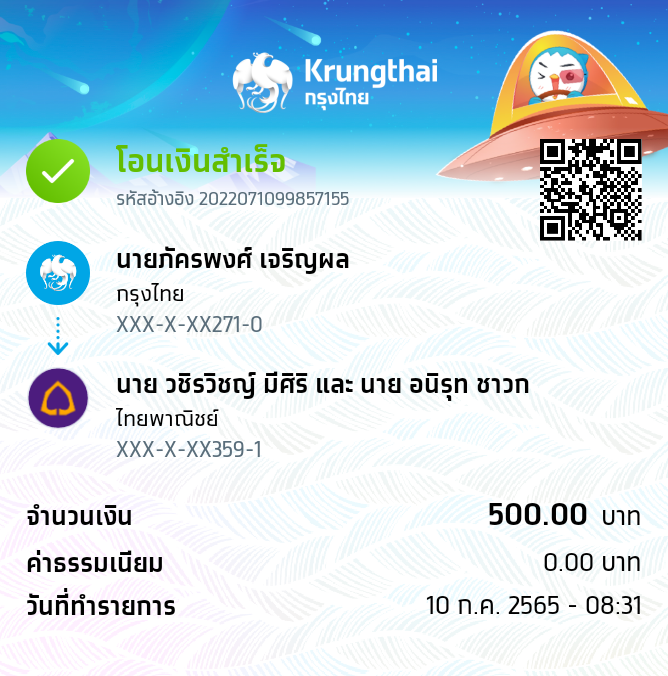 Krungthai
กรุงไทย
โอนเงินสำเร็จ
รหัสอ้างอิง 2022071099857155
นายภัครพงศ์ เจริญผล
กรุงไทย
XXX-X-XX271-0
นาย วชิรวิชญ์ มีศิริ และ นาย อนิรุท ชาวก
ไทยพาณิชย์
XXX-X-XX359-1
จำนวนเงิน 500.00 บาท
ค่าธรรมเนียม 0.00 บาท
วันที่ทำรายการ 10 ก.ค. 2565 - 08:31